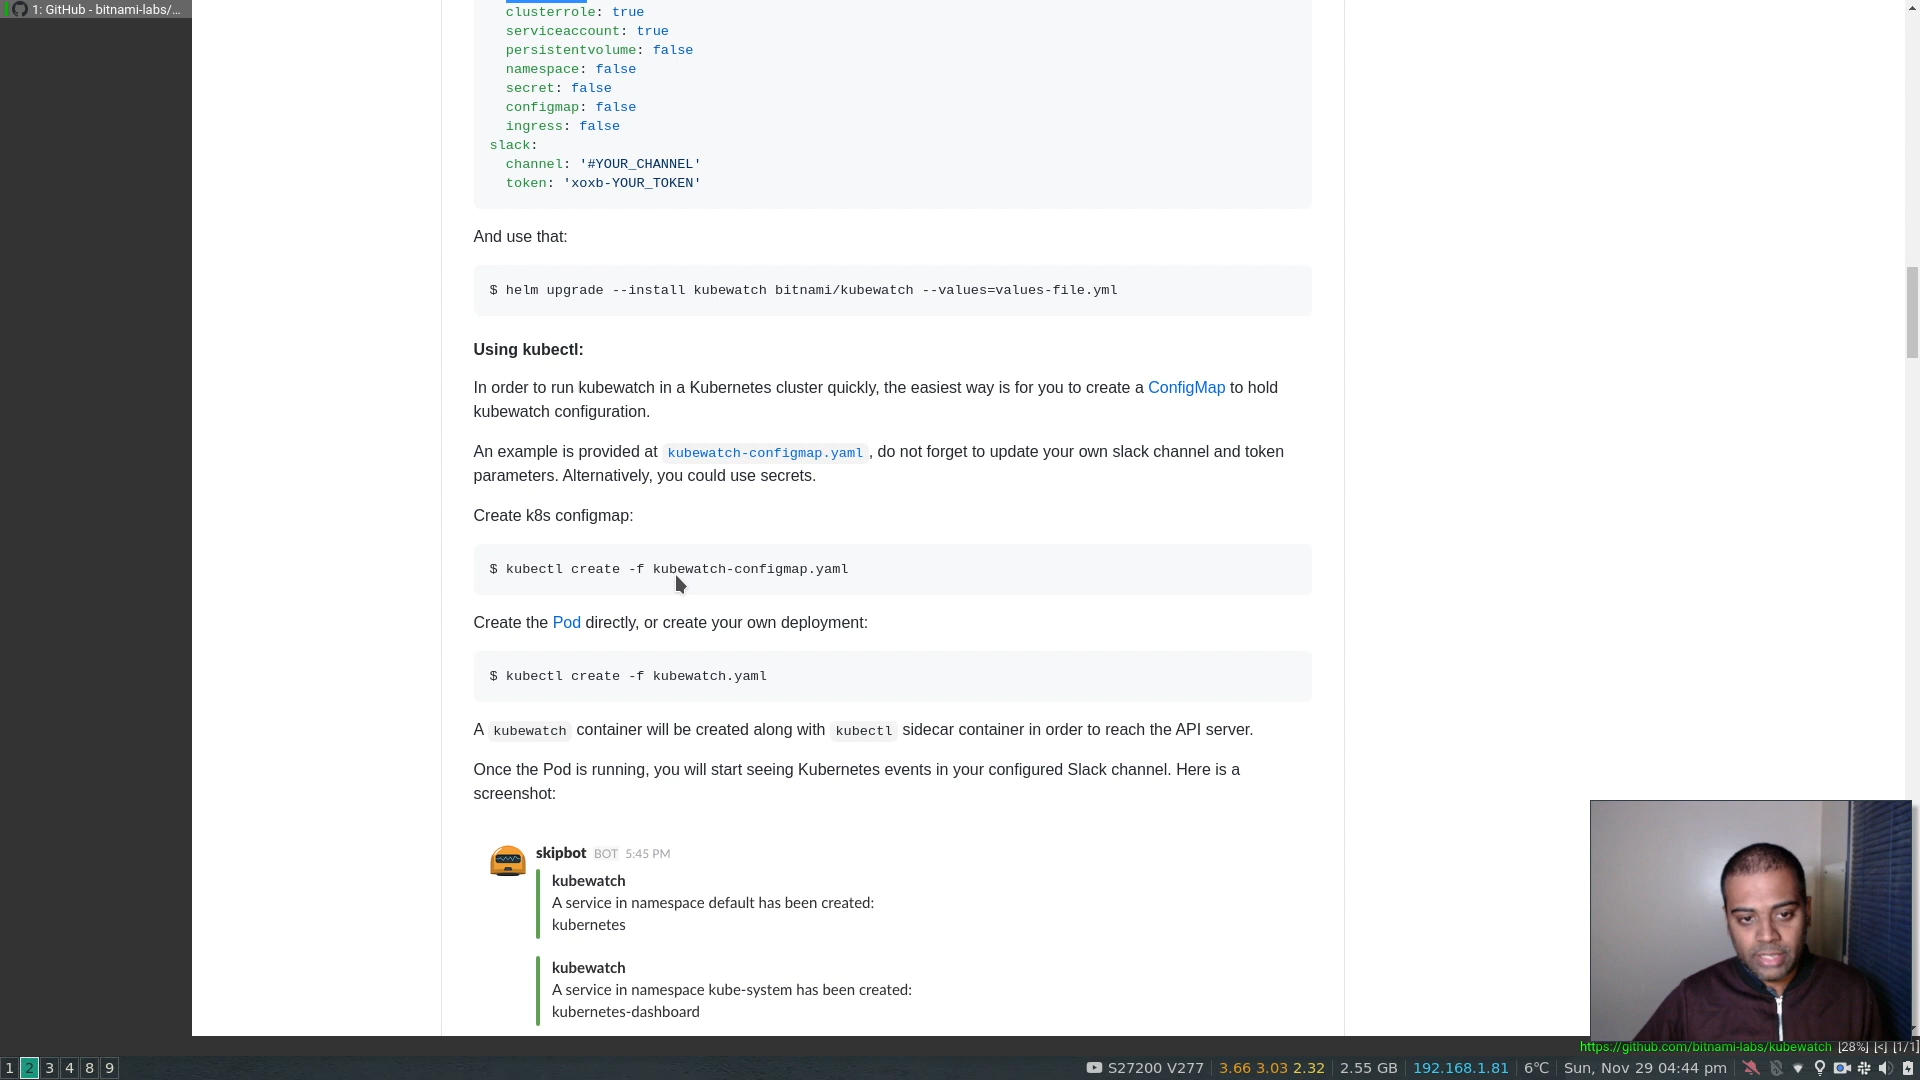 1: GitHub - bitnami-labs/...
clusterrole: true
serviceaccount: true
persistentvolume: false
namespace: false
secret: false
configmap: false
ingress: false
slack:
channel: '#YOUR_CHANNEL'
token: 'xoxb-YOUR_TOKEN'
And use that:
$ helm upgrade --install kubewatch bitnami/kubewatch --values=values-file.yml
Using kubectl:
In order to run kubewatch in a Kubernetes cluster quickly, the easiest way is for you to create a ConfigMap to hold
kubewatch configuration.
An example is provided at kubewatch-configmap.yaml, do not forget to update your own slack channel and token
parameters. Alternatively, you could use secrets.
Create k8s configmap:
$ kubectl create -f kubewatch-configmap.yaml
Create the Pod directly, or create your own deployment:
$ kubectl create -f kubewatch.yaml
A kubewatch container will be created along with kubectl sidecar container in order to reach the API server.
Once the Pod is running, you will start seeing Kubernetes events in your configured Slack channel. Here is a
screenshot:
skipbot BOT 5:45 PM
kubewatch
A service in namespace default has been created:
kubernetes
kubewatch
A service in namespace kube-system has been created:
kubernetes-dashboard
https://github.com/bitnami-labs/kubewatch [28%] [<] [1/1]
1 2 3 4 8 9 S27200 V277 3.66 3.03 2.32 2.55 GB 192.168.1.81 6°C Sun, Nov 29 04:44 pm